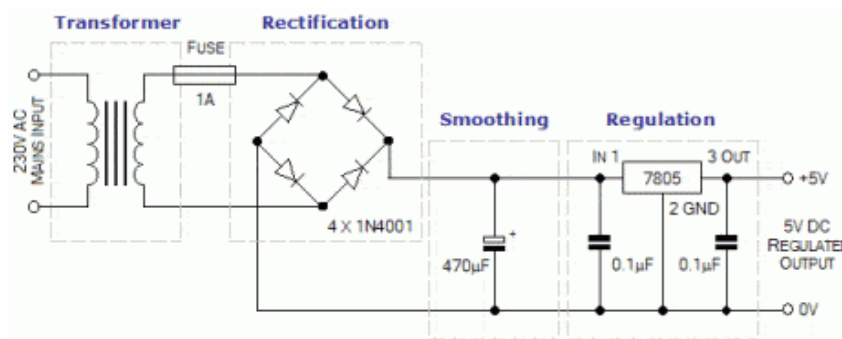 Transformer
Rectification
FUSE
1A
230V AC
MAINS INPUT
4 X 1N4001
Smoothing
Regulation
IN 1
7805
3 OUT
+5V
2 GND
+
470µF
0.1µF
0.1µF
5V DC
REGULATE
OUTPUT
0V